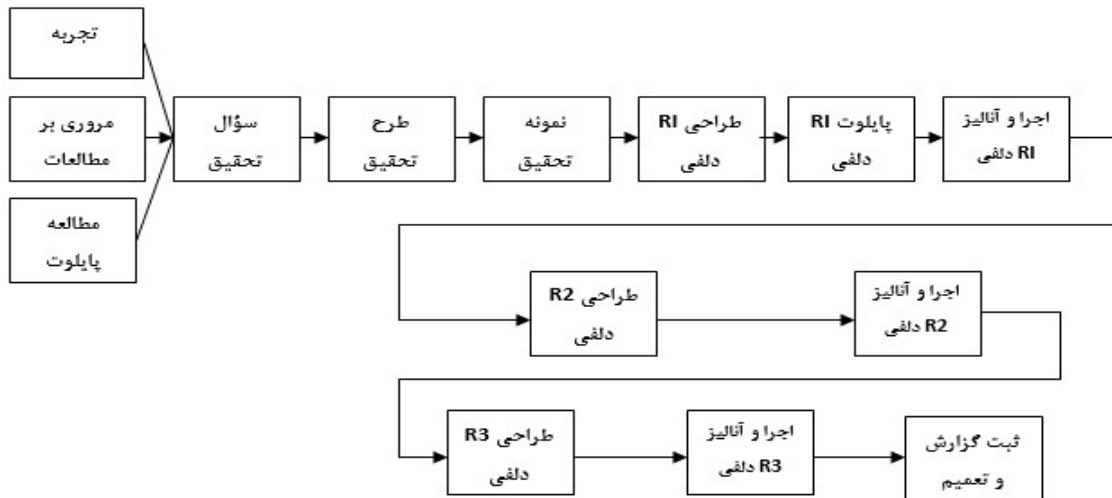 تجربه
مروری بر
مطالعات
مطالعه
پایلوت
سؤال
تحقیق
طرح
تحقیق
نمونه
تحقیق
طراحی RI
دلفی
پایلوت RI
دلفی
اجرا و آنالیز
RI دلفی
طراحی R2
دلفی
اجرا و آنالیز
R2 دلفی
طراحی R3
دلفی
اجرا و آنالیز
R3 دلفی
ثبت گزارش
و تعمیم